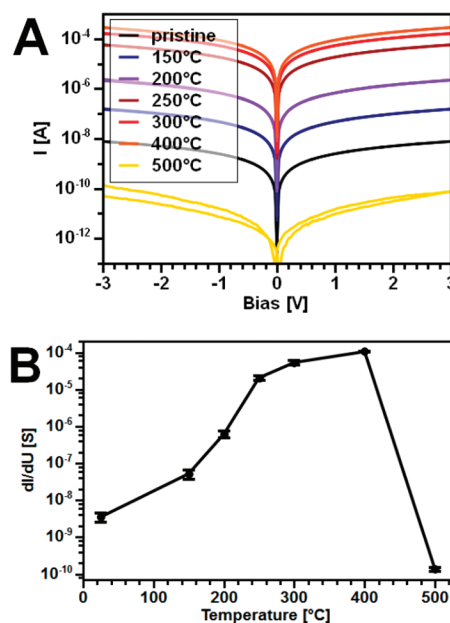 A
10⁻⁴
10⁻⁶
10⁻⁸
10⁻¹⁰
10⁻¹²
I [A]
pristine
150°C
200°C
250°C
300°C
400°C
500°C
-3 -2 -1 0 1 2 3
Bias [V]
B
10⁻⁴
10⁻⁵
10⁻⁶
10⁻⁷
10⁻⁸
10⁻⁹
10⁻¹⁰
dI/dU [S]
0 100 200 300 400 500
Temperature [°C]